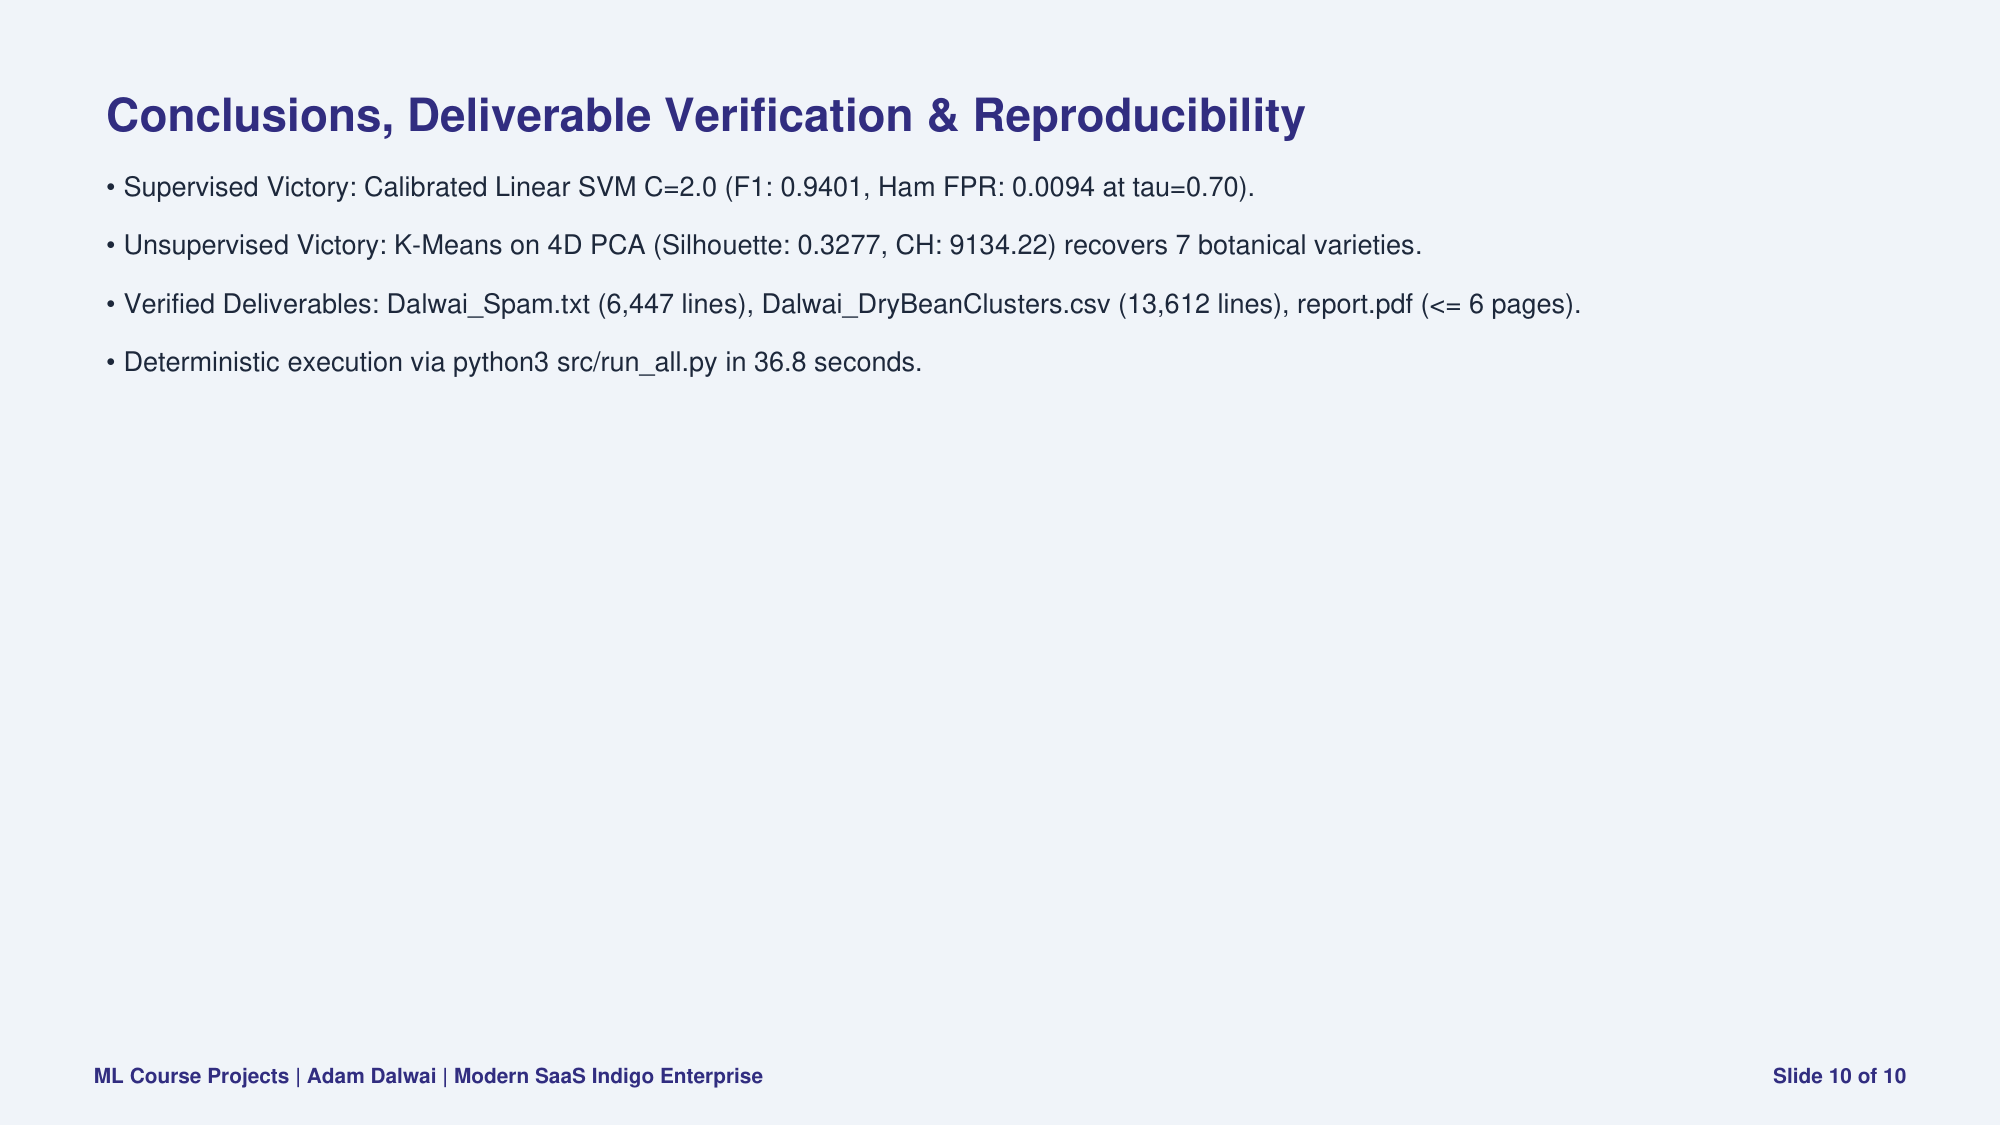 Conclusions, Deliverable Verification & Reproducibility
• Supervised Victory: Calibrated Linear SVM C=2.0 (F1: 0.9401, Ham FPR: 0.0094 at tau=0.70).
• Unsupervised Victory: K-Means on 4D PCA (Silhouette: 0.3277, CH: 9134.22) recovers 7 botanical varieties.
• Verified Deliverables: Dalwai_Spam.txt (6,447 lines), Dalwai_DryBeanClusters.csv (13,612 lines), report.pdf (<= 6 pages).
• Deterministic execution via python3 src/run_all.py in 36.8 seconds.
ML Course Projects | Adam Dalwai | Modern SaaS Indigo Enterprise
Slide 10 of 10